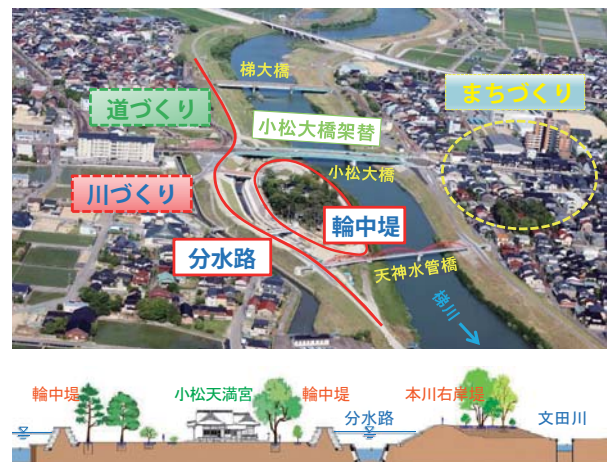 梯大橋
道づくり
まちづくり
小松大橋架替
小松大橋
川づくり
輪中堤
分水路
天神水管橋
梯川
輪中堤
小松天満宮
輪中堤
分水路
本川右岸堤
文田川